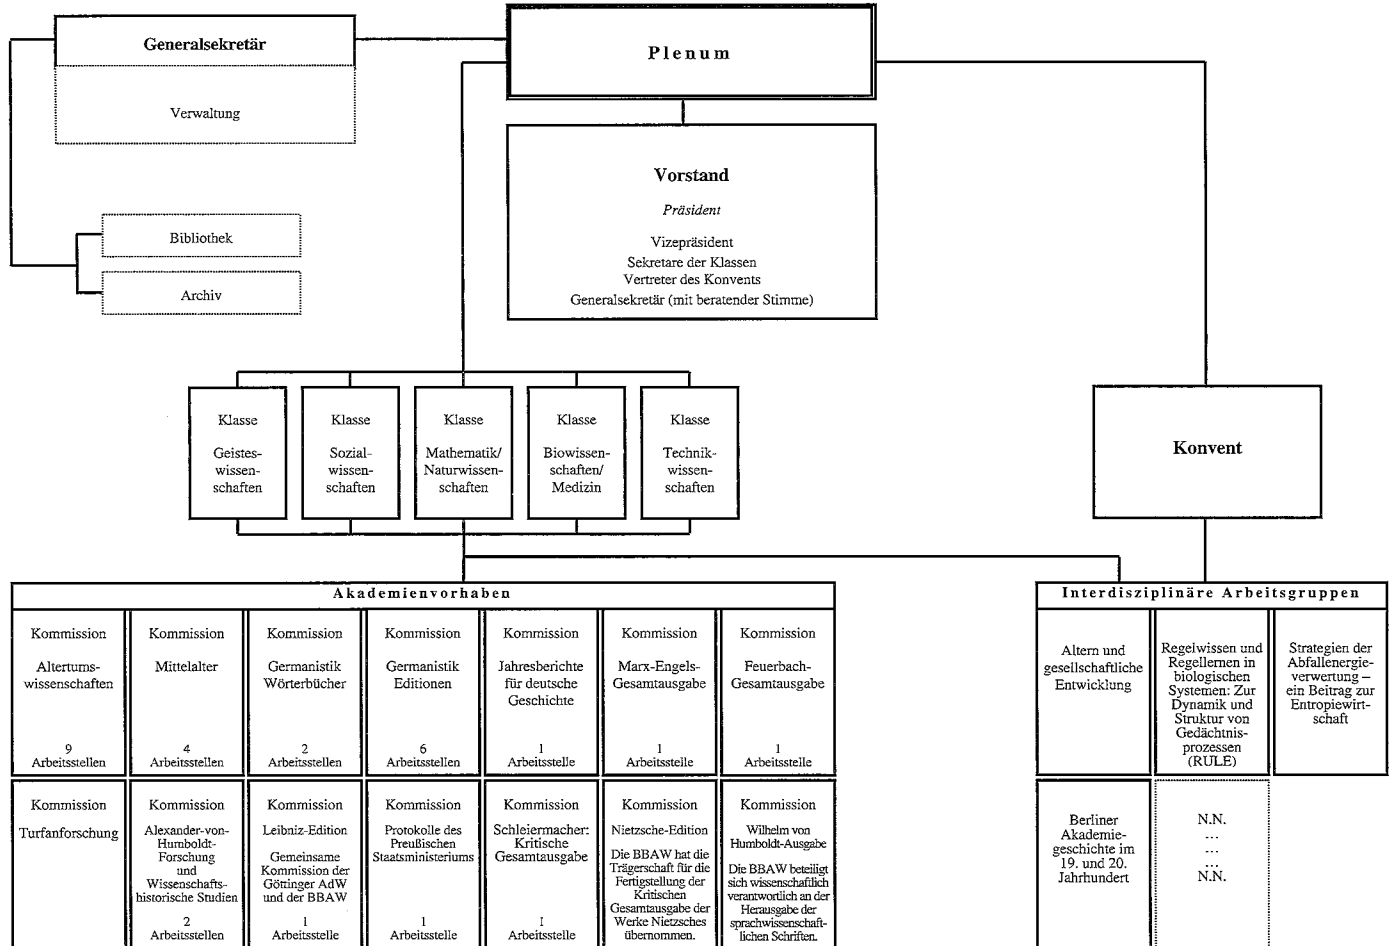 Generalsekretär
Verwaltung
Bibliothek
Archiv
Plenum
Vorstand
Präsident
Vizepräsident
Sekretare der Klassen
Vertreter des Konvents
Generalsekretär (mit beratender Stimme)
Klasse
Geistes-
wissen-
schaften
Klasse
Sozial-
wissen-
schaften
Klasse
Mathematik/
Naturwissen-
schaften
Klasse
Biowissen-
schaften/
Medizin
Klasse
Technik-
wissen-
schaften
Konvent
Akademienvorhaben
Kommission
Altertums-
wissenschaften
9
Arbeitsstellen
Kommission
Mittelalter
4
Arbeitsstellen
Kommission
Germanistik
Wörterbücher
2
Arbeitsstellen
Kommission
Germanistik
Editionen
6
Arbeitsstellen
Kommission
Jahresberichte
für deutsche
Geschichte
1
Arbeitsstelle
Kommission
Marx-Engels-
Gesamtausgabe
1
Arbeitsstelle
Kommission
Feuerbach-
Gesamtausgabe
1
Arbeitsstelle
Kommission
Turfanforschung
Kommission
Alexander-von-
Humboldt-
Forschung
und
Wissenschafts-
historische Studien
2
Arbeitsstellen
Kommission
Leibniz-Edition
Gemeinsame
Kommission der
Göttinger AdW
und der BBAW
1
Arbeitsstelle
Kommission
Protokolle des
Preußischen
Staatsministeriums
1
Arbeitsstelle
Kommission
Schleiermacher:
Kritische
Gesamtausgabe
1
Arbeitsstelle
Kommission
Nietzsche-Edition
Die BBAW hat die
Trägerschaft für die
Fertigstellung der
Kritischen
Gesamtausgabe der
Werke Nietzsches
übernommen.
Kommission
Wilhelm von
Humboldt-Ausgabe
Die BBAW beteiligt
sich wissenschaftlich
verantwortlich an der
Herausgabe der
sprachwissenschaft-
lichen Schriften.
Interdisziplinäre Arbeitsgruppen
Altern und
gesellschaftliche
Entwicklung
Regelwissen und
Regellernen in
biologischen
Systemen: Zur
Dynamik und
Struktur von
Gedächtnis-
prozessen
(RULE)
Strategien der
Abfallenergie-
verwertung –
ein Beitrag zur
Entropiewirt-
schaft
Berliner
Akademie-
geschichte im
19. und 20.
Jahrhundert
N.N.
...
...
...
N.N.